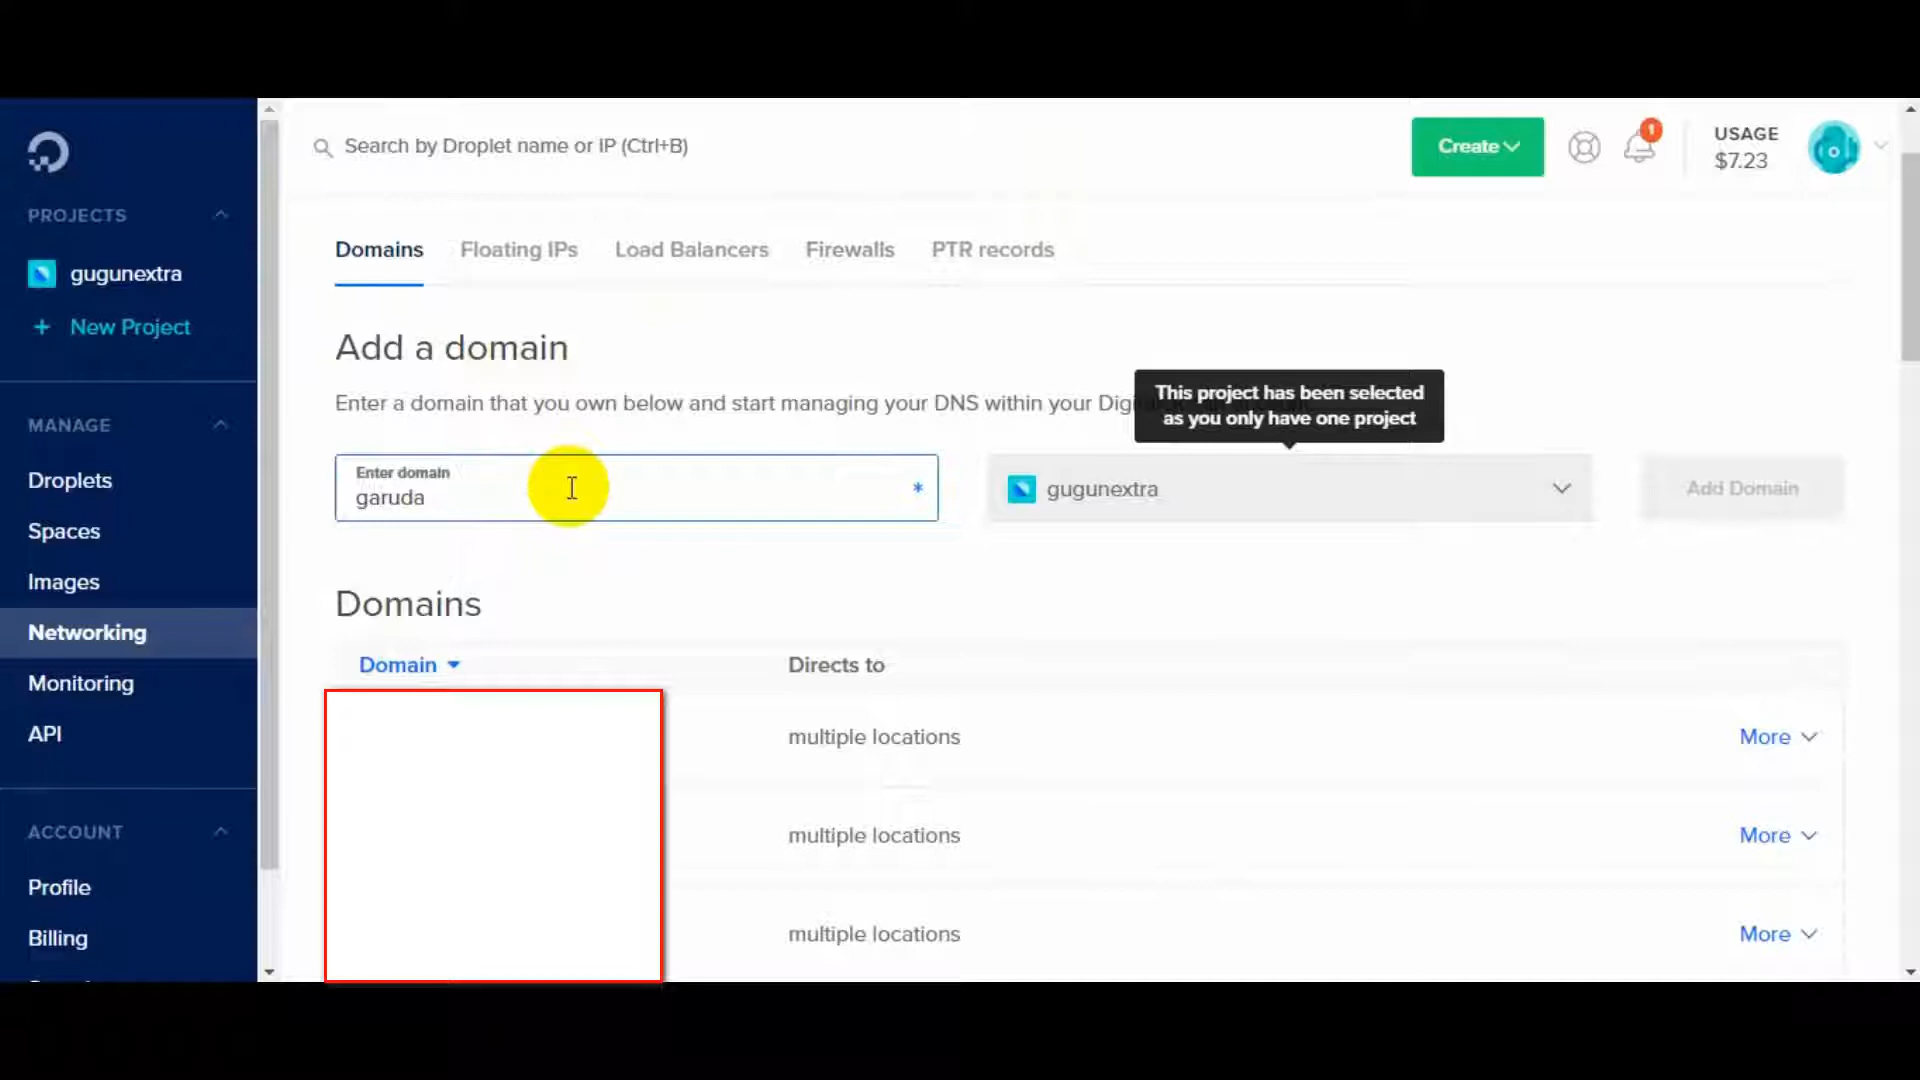 Search by Droplet name or IP (Ctrl+B)
Create
1
USAGE
$7.23
PROJECTS
gugunextra
+ New Project
MANAGE
Droplets
Spaces
Images
Networking
Monitoring
API
ACCOUNT
Profile
Billing
Domains Floating IPs Load Balancers Firewalls PTR records
Add a domain
Enter a domain that you own below and start managing your DNS within your
This project has been selected
as you only have one project
Enter domain
garuda
*
gugunextra
Add Domain
Domains
Domain Directs to
multiple locations More
multiple locations More
multiple locations More